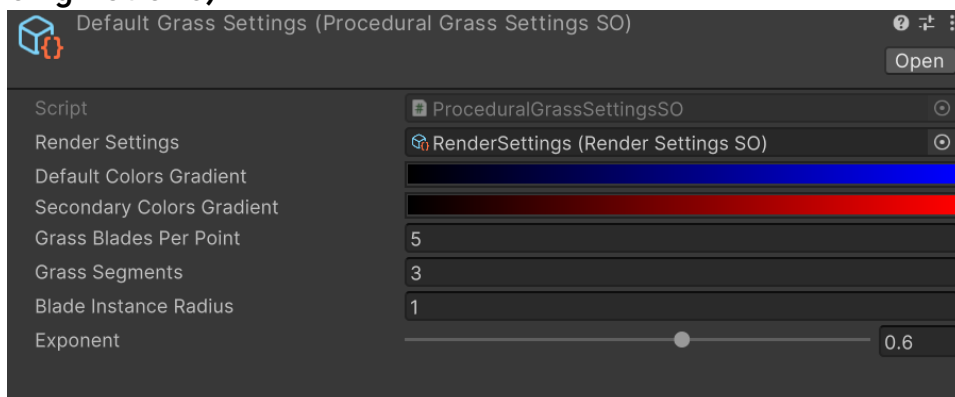 Default Grass Settings (Procedural Grass Settings SO)
Open
Script ProceduralGrassSettingsSO
Render Settings RenderSettings (Render Settings SO)
Default Colors Gradient
Secondary Colors Gradient
Grass Blades Per Point 5
Grass Segments 3
Blade Instance Radius 1
Exponent 0.6